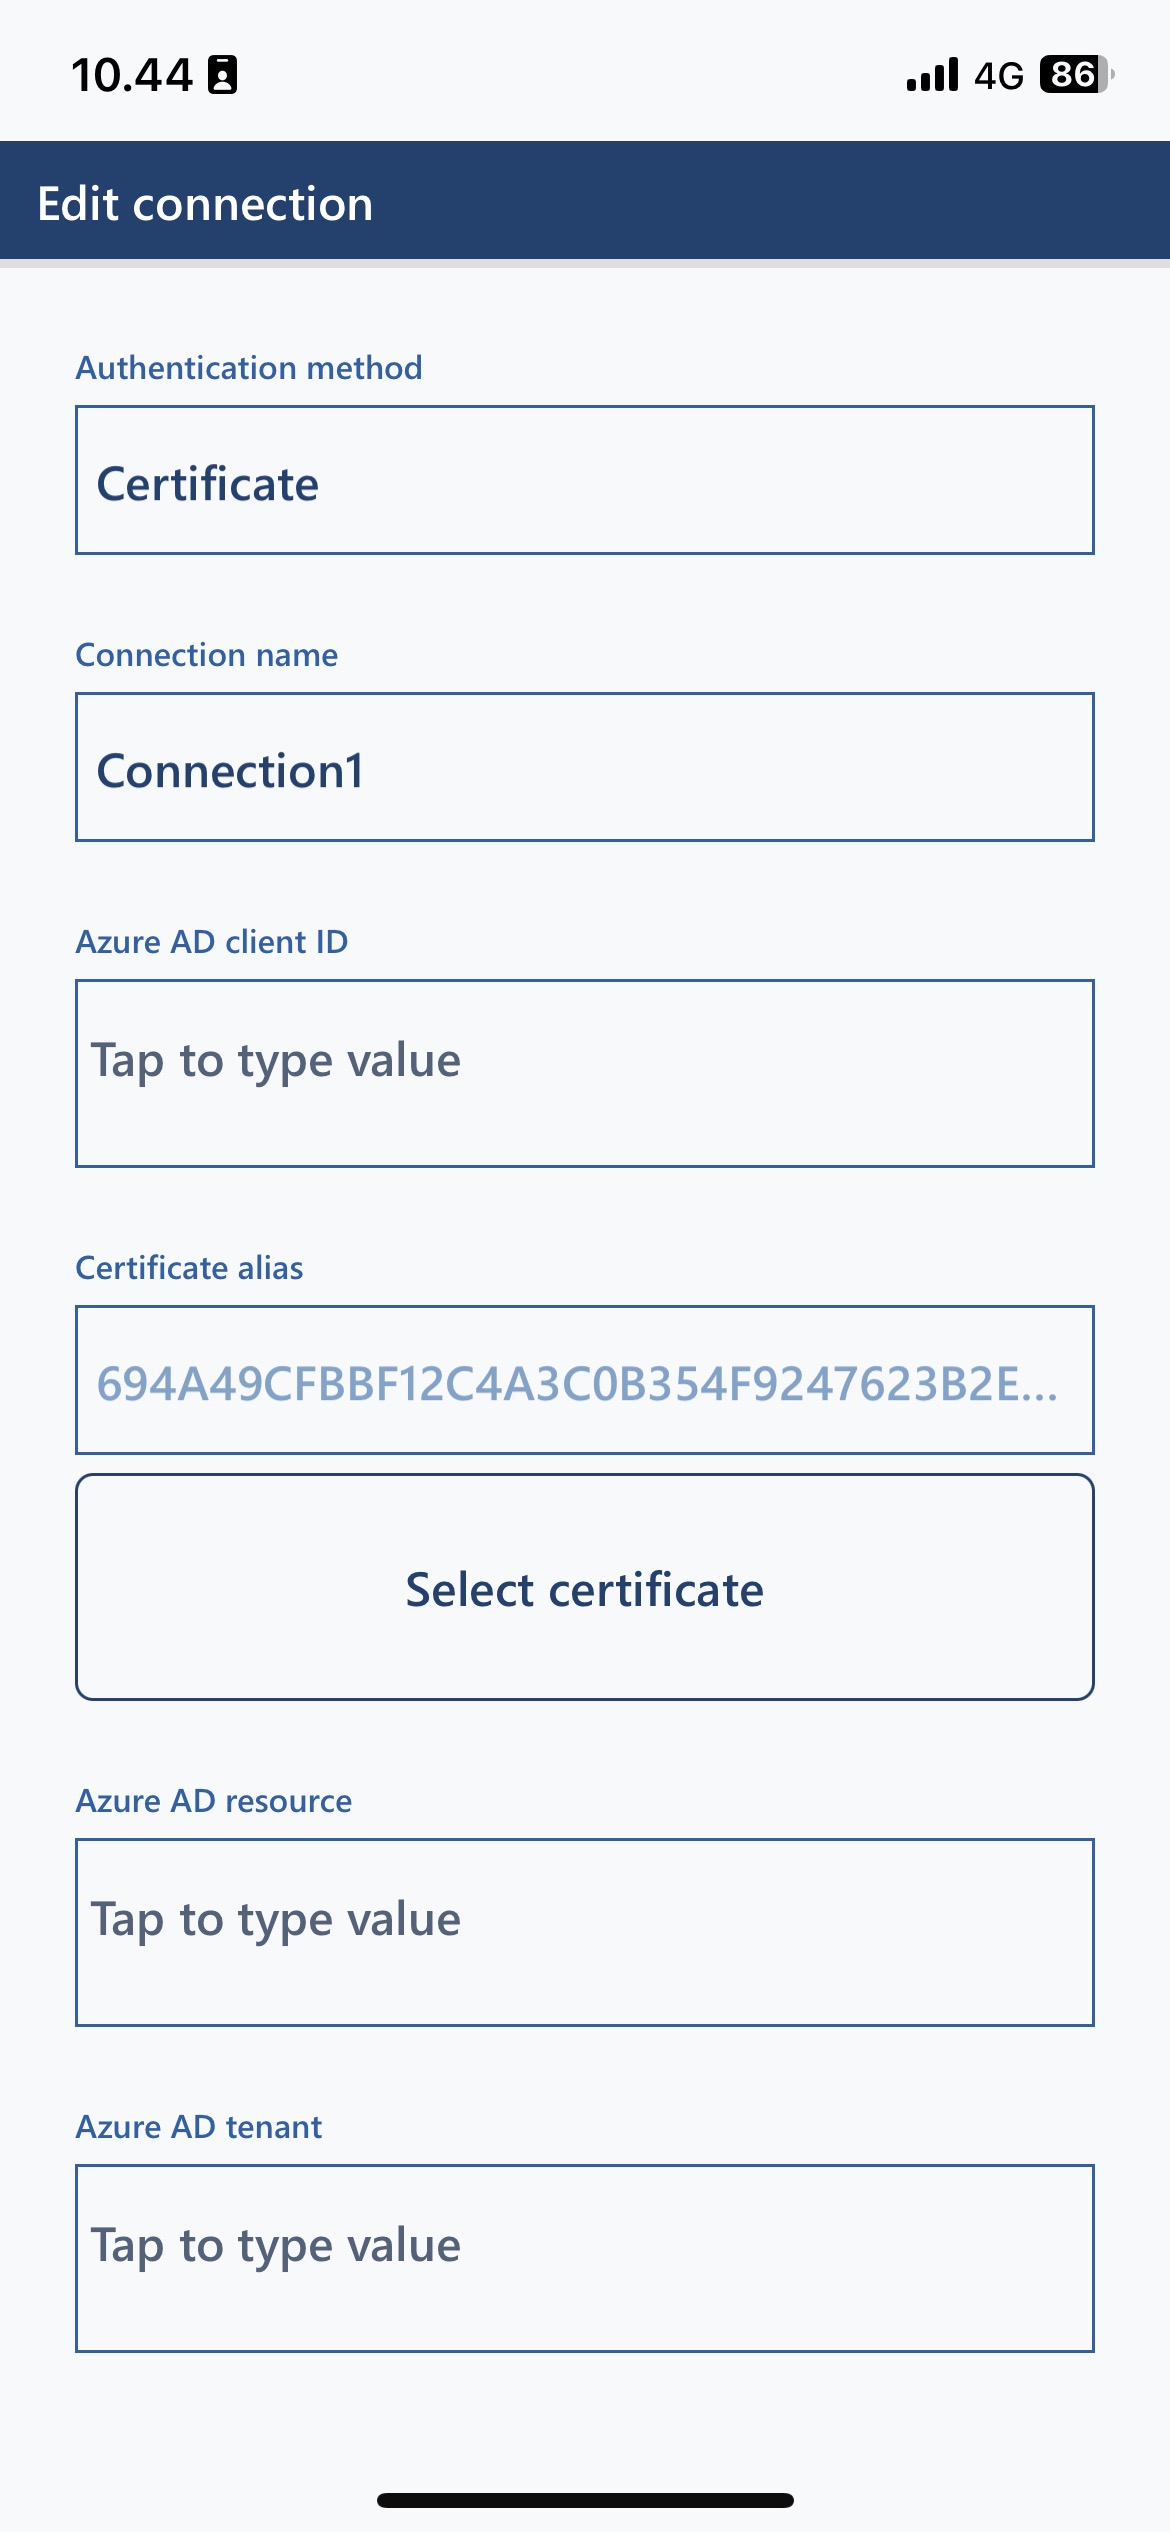 10.44 4G 86
Edit connection
Authentication method
Certificate
Connection name
Connection1
Azure AD client ID
Tap to type value
Certificate alias
694A49CFBBF12C4A3C0B354F9247623B2E...
Select certificate
Azure AD resource
Tap to type value
Azure AD tenant
Tap to type value